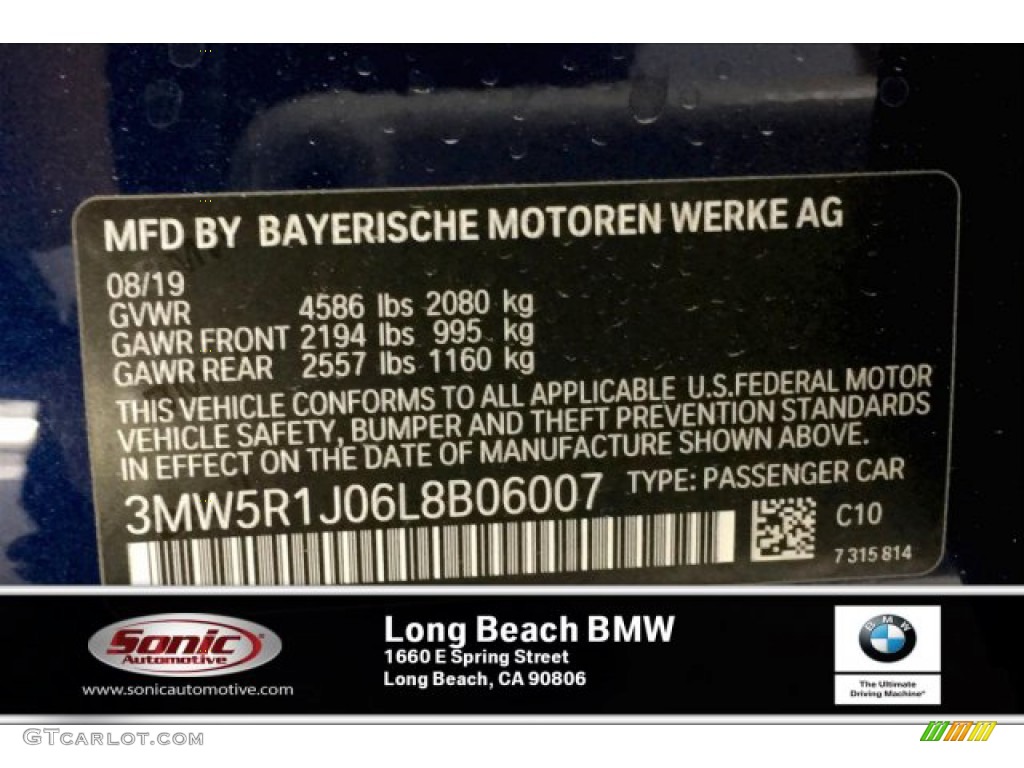 MFD BY BAYERISCHE MOTOREN WERKE AG
08/19
GVWR 4586 lbs 2080 kg
GAWR FRONT 2194 lbs 995 kg
GAWR REAR 2557 lbs 1160 kg
THIS VEHICLE CONFORMS TO ALL APPLICABLE U.S.FEDERAL MOTOR
VEHICLE SAFETY, BUMPER AND THEFT PREVENTION STANDARDS
IN EFFECT ON THE DATE OF MANUFACTURE SHOWN ABOVE.
3MW5R1J06L8B06007 TYPE: PASSENGER CAR
C10
7 315 814
Sonic
Automotive
www.sonicautomotive.com
Long Beach BMW
1660 E Spring Street
Long Beach, CA 90806
BMW
The Ultimate
Driving Machine®
GTCARLOT.COM